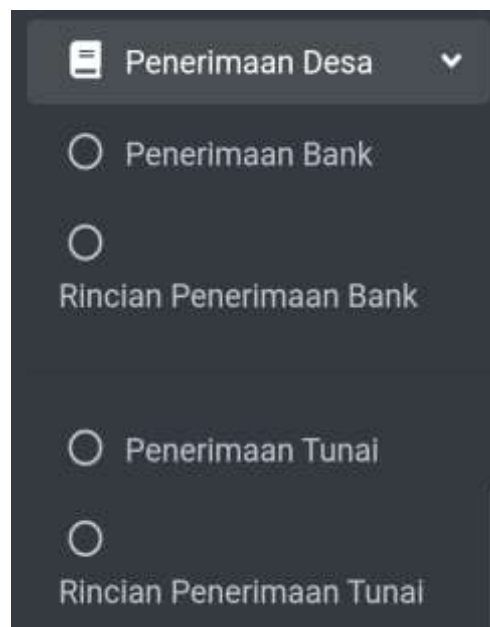 Penerimaan Desa
Penerimaan Bank
Rincian Penerimaan Bank
Penerimaan Tunai
Rincian Penerimaan Tunai